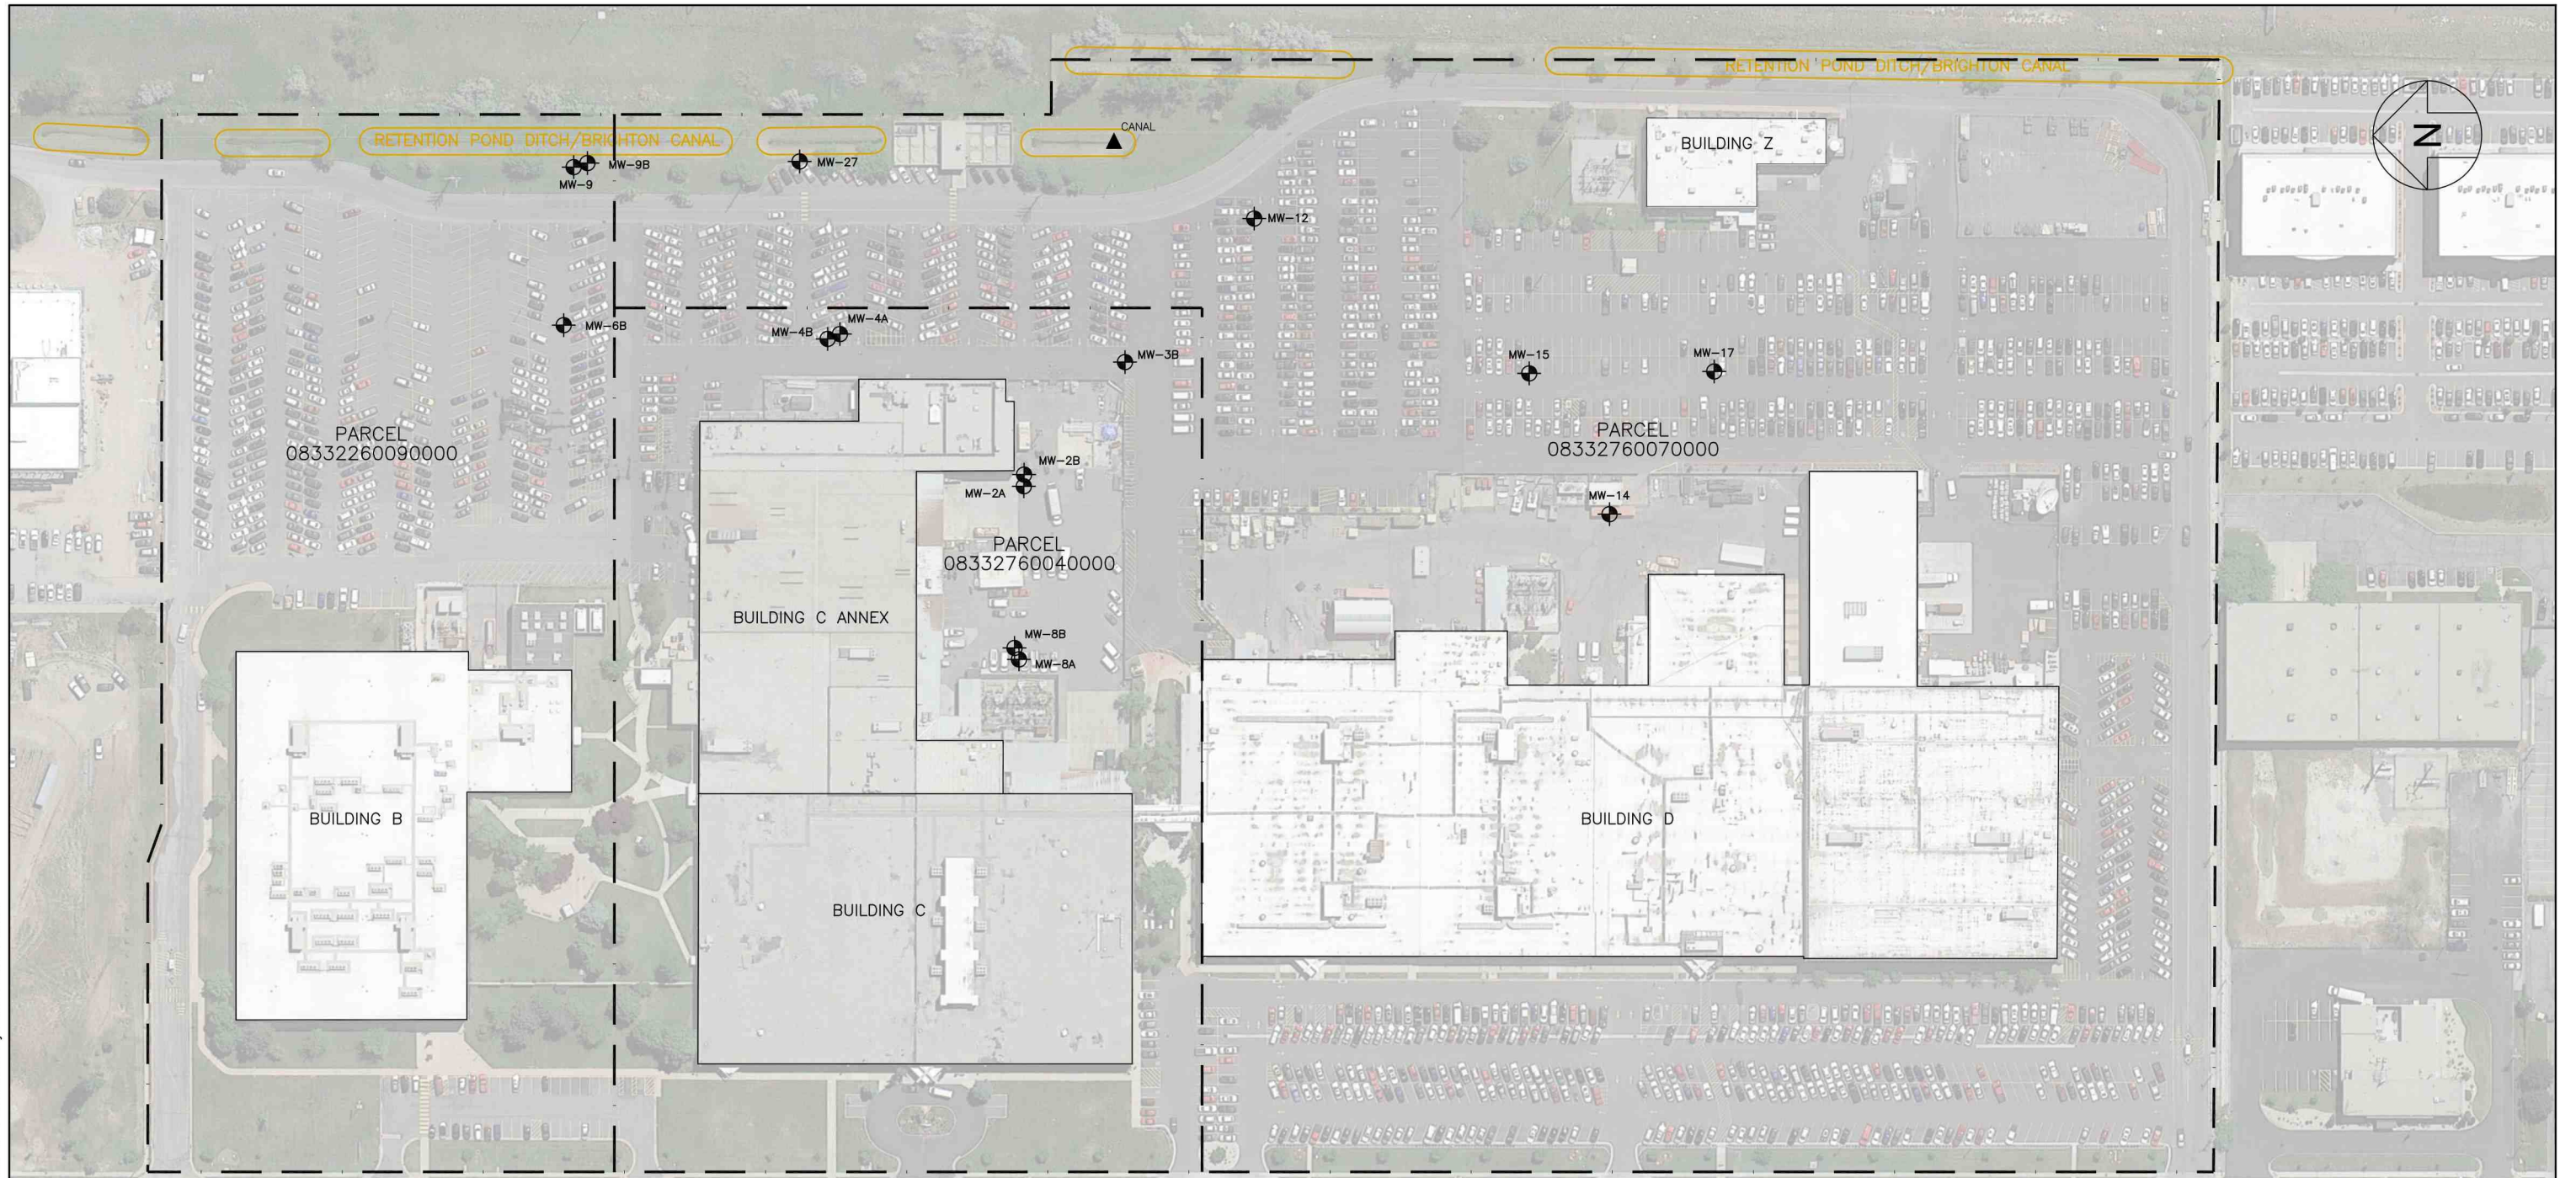 RETENTION POND DITCH/BRIGHTON CANAL
CANAL
RETENTION POND DITCH/BRIGHTON CANAL
BUILDING Z
N
MW-9B
MW-9
MW-27
MW-12
MW-6B
MW-4A
MW-4B
MW-3B
MW-15
MW-17
PARCEL
08332260090000
PARCEL
08332760070000
MW-2B
MW-2A
MW-14
PARCEL
08332760040000
BUILDING C ANNEX
MW-8B
MW-8A
BUILDING B
BUILDING D
BUILDING C